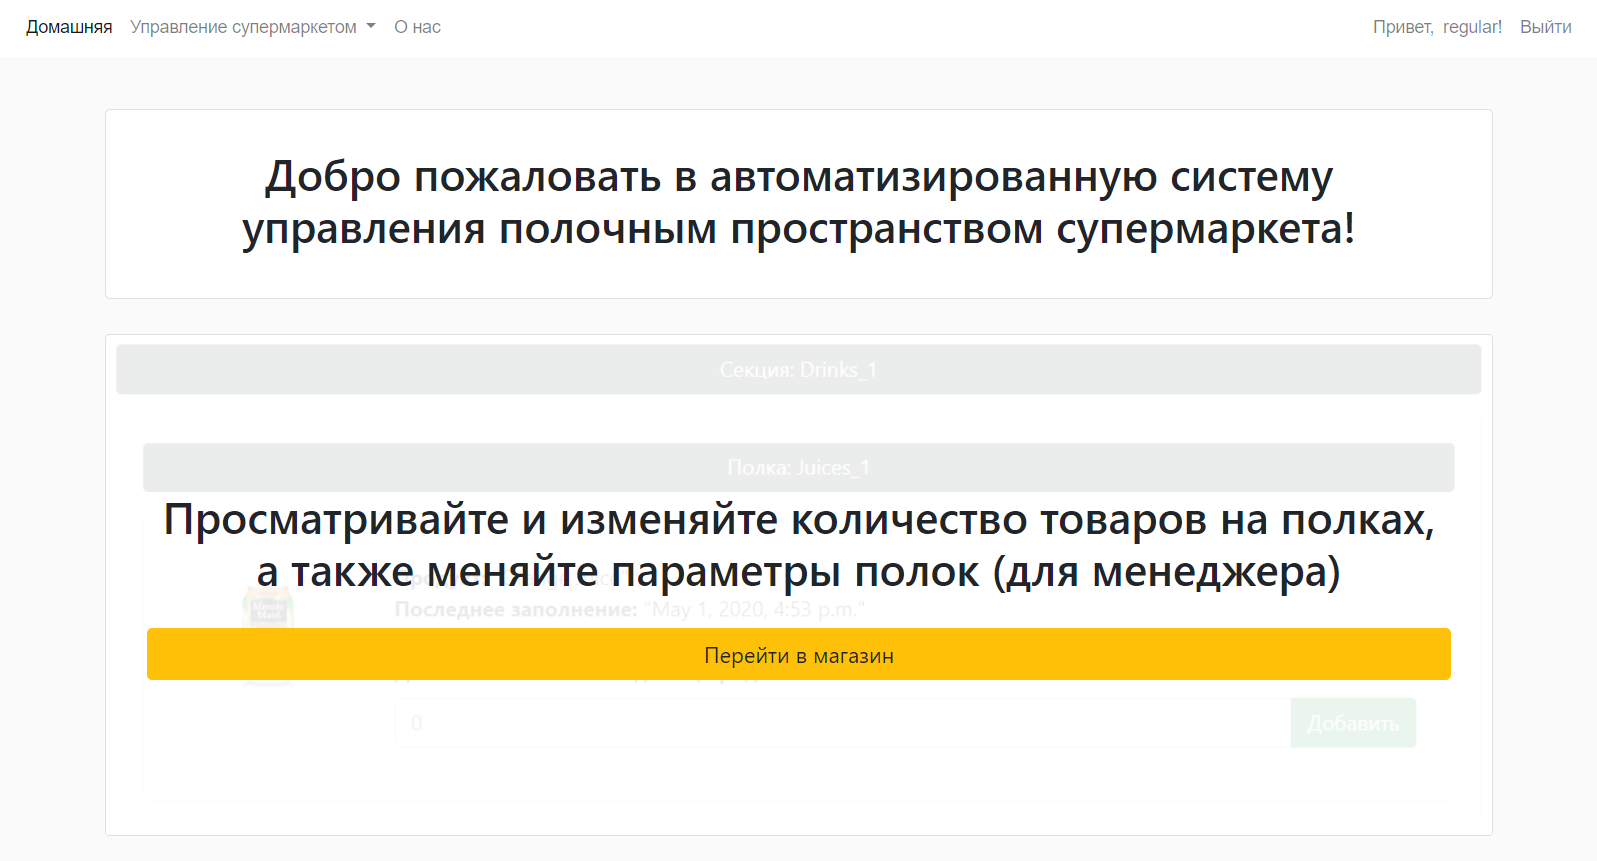 Домашняя Управление супермаркетом О нас Привет, regular! Выйти
Добро пожаловать в автоматизированную систему
управления полочным пространством супермаркета!
Секция: Drinks_1
Полка: Juices_1
Просматривайте и изменяйте количество товаров на полках,
а также меняйте параметры полок (для менеджера)
Minute
Maid
Последнее заполнение: "May 1, 2020, 4:53 p.m."
Перейти в магазин
0 Добавить